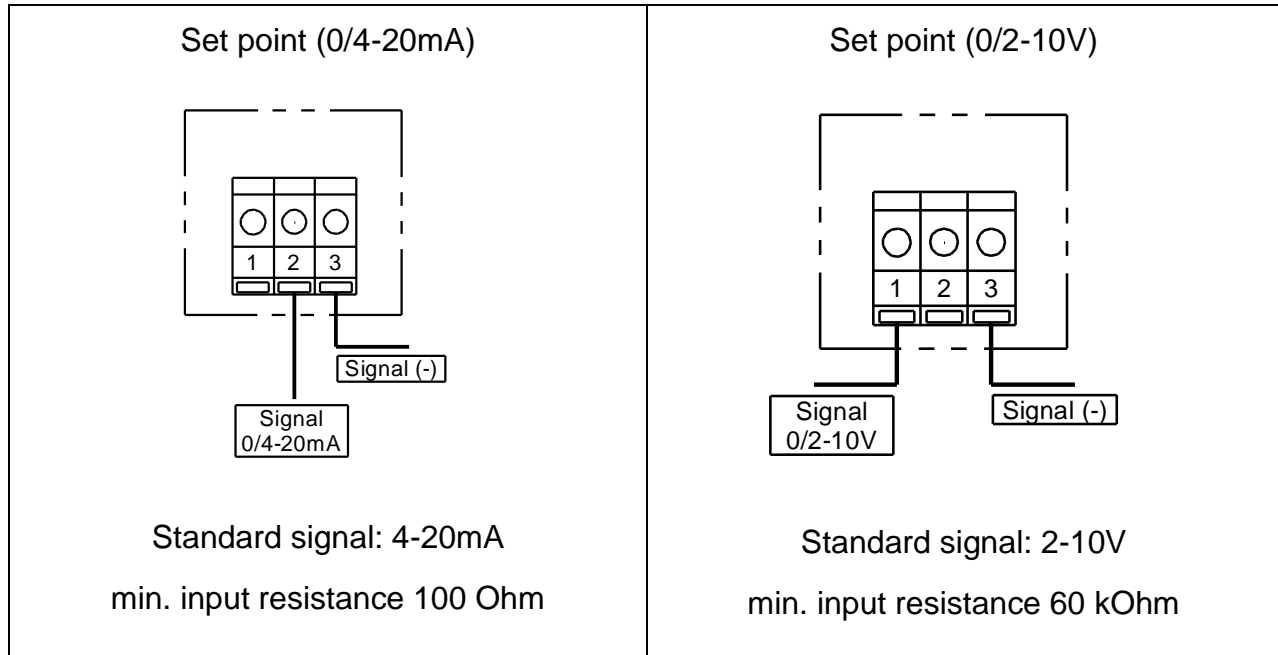 Set point (0/4-20mA)
1 2 3
Signal (-)
Signal
0/4-20mA
Standard signal: 4-20mA
min. input resistance 100 Ohm
Set point (0/2-10V)
1 2 3
Signal
0/2-10V
Signal (-)
Standard signal: 2-10V
min. input resistance 60 kOhm